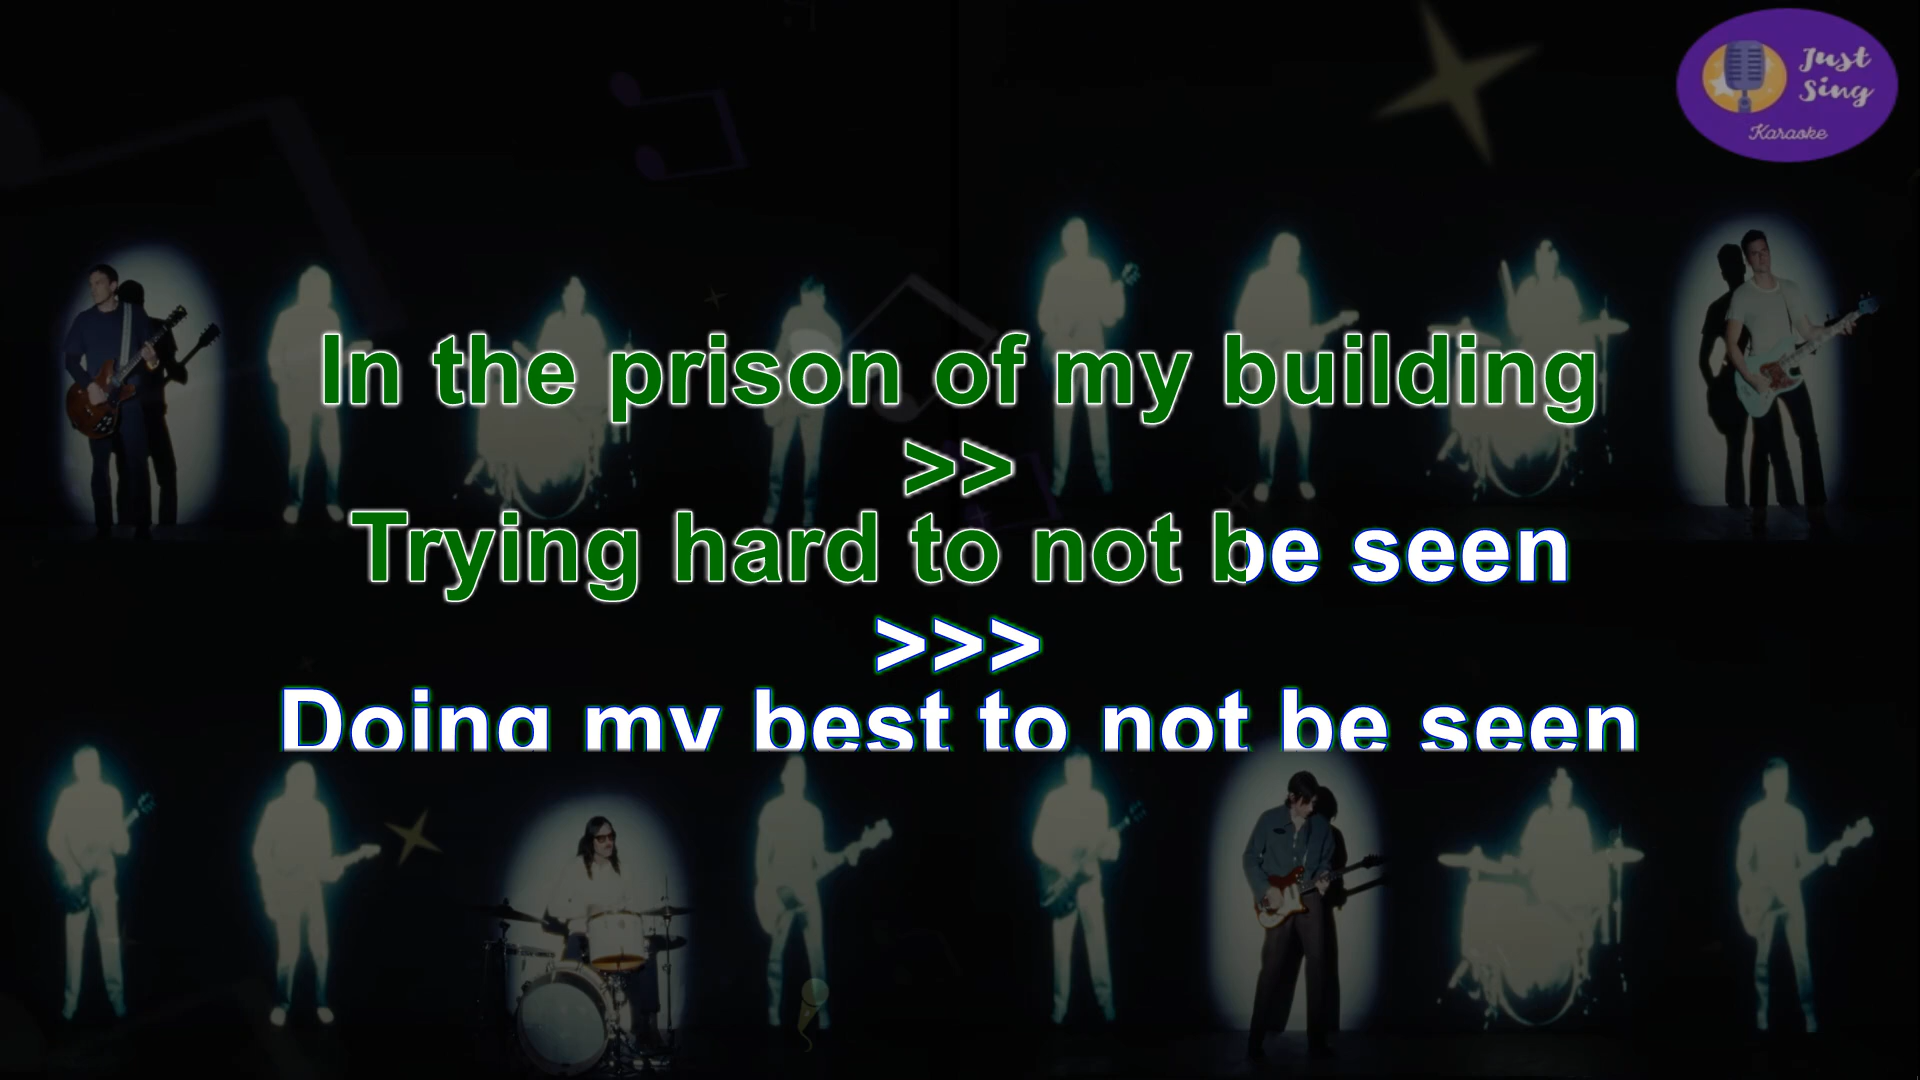 Just
Sing
Karaoke
In the prison of my building
>>
Trying hard to not be seen
>>>
Doing my best to not be seen